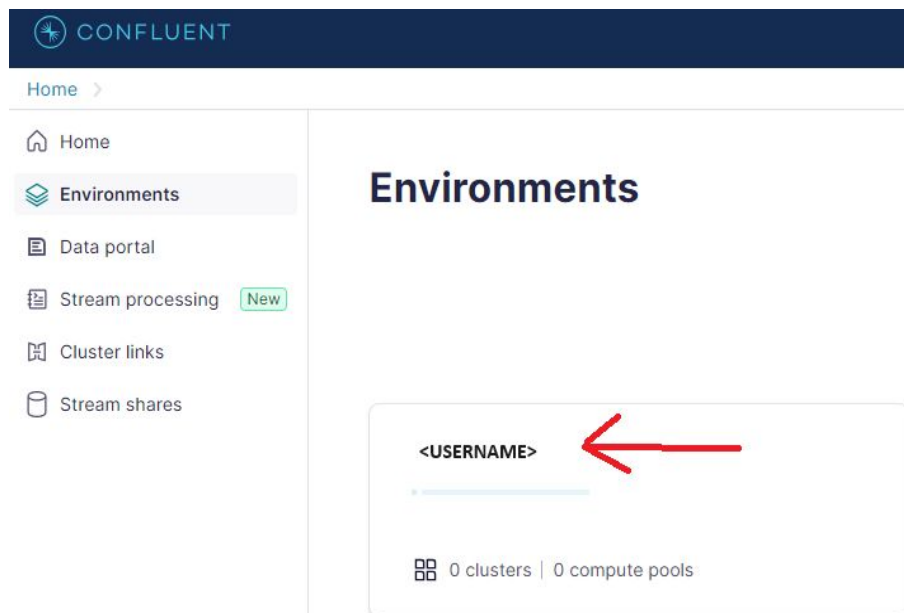 CONFLUENT
Home
Home
Environments
Data portal
Stream processing New
Cluster links
Stream shares
Environments
<USERNAME>
0 clusters | 0 compute pools